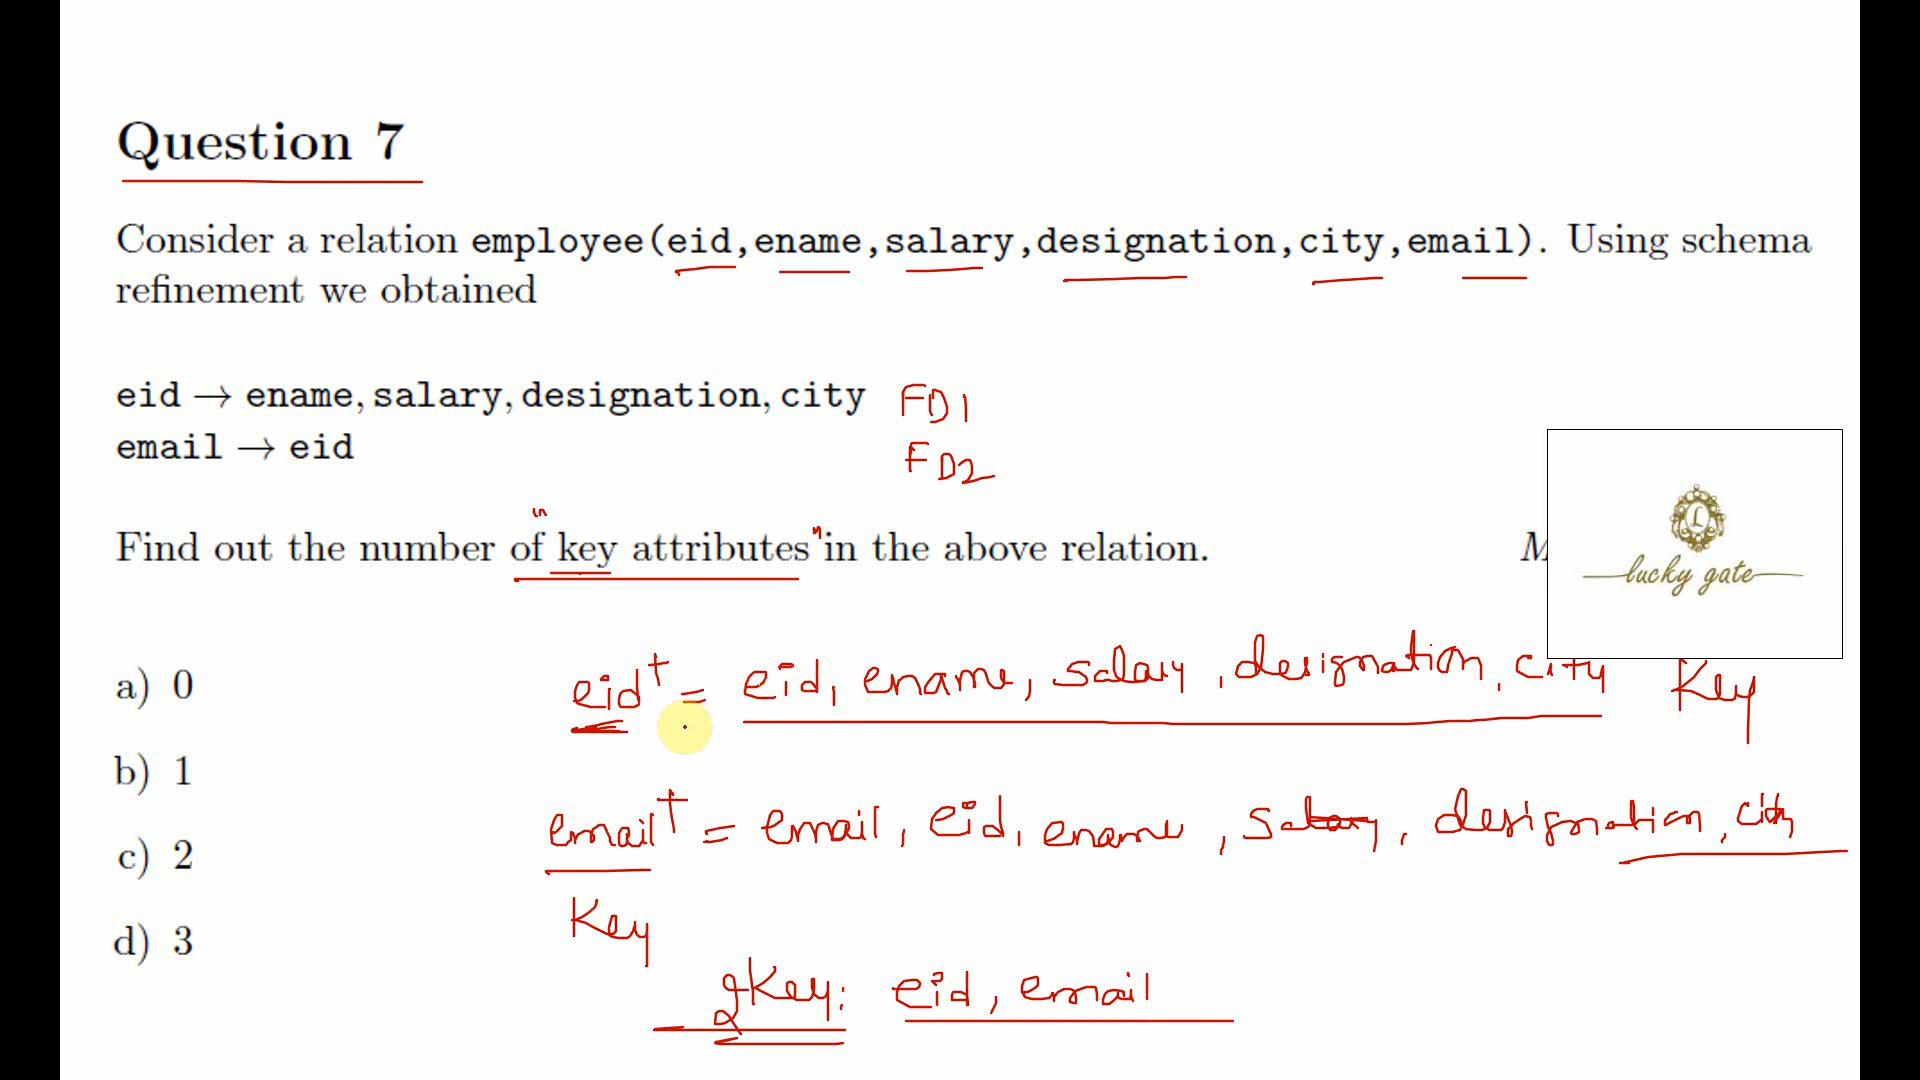 Question 7
Consider a relation employee(eid,ename,salary,designation,city,email). Using schema
refinement we obtained
eid → ename, salary, designation, city FD1
email → eid FD2
Find out the number of "key attributes" in the above relation. M
L
lucky gate
a) 0
eid+ = eid, ename, salary, designation, city Key
b) 1
email+ = email, eid, ename, salary, designation, city
c) 2
Key
d) 3
2 Key: eid, email